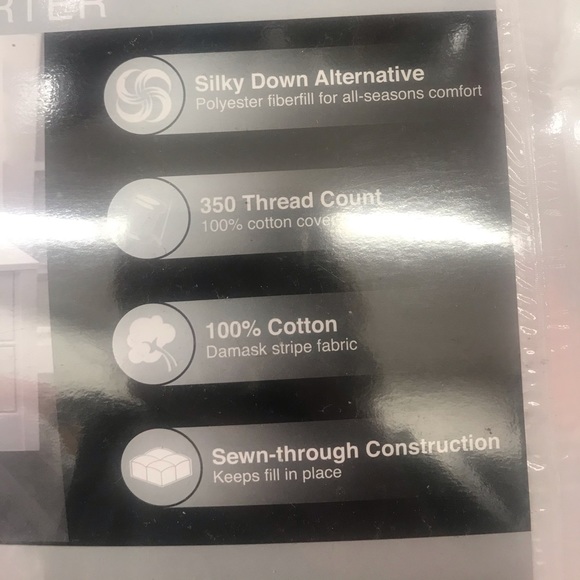 Silky Down Alternative
Polyester fiberfill for all-seasons comfort
350 Thread Count
100% cotton cover
100% Cotton
Damask stripe fabric
Sewn-through Construction
Keeps fill in place